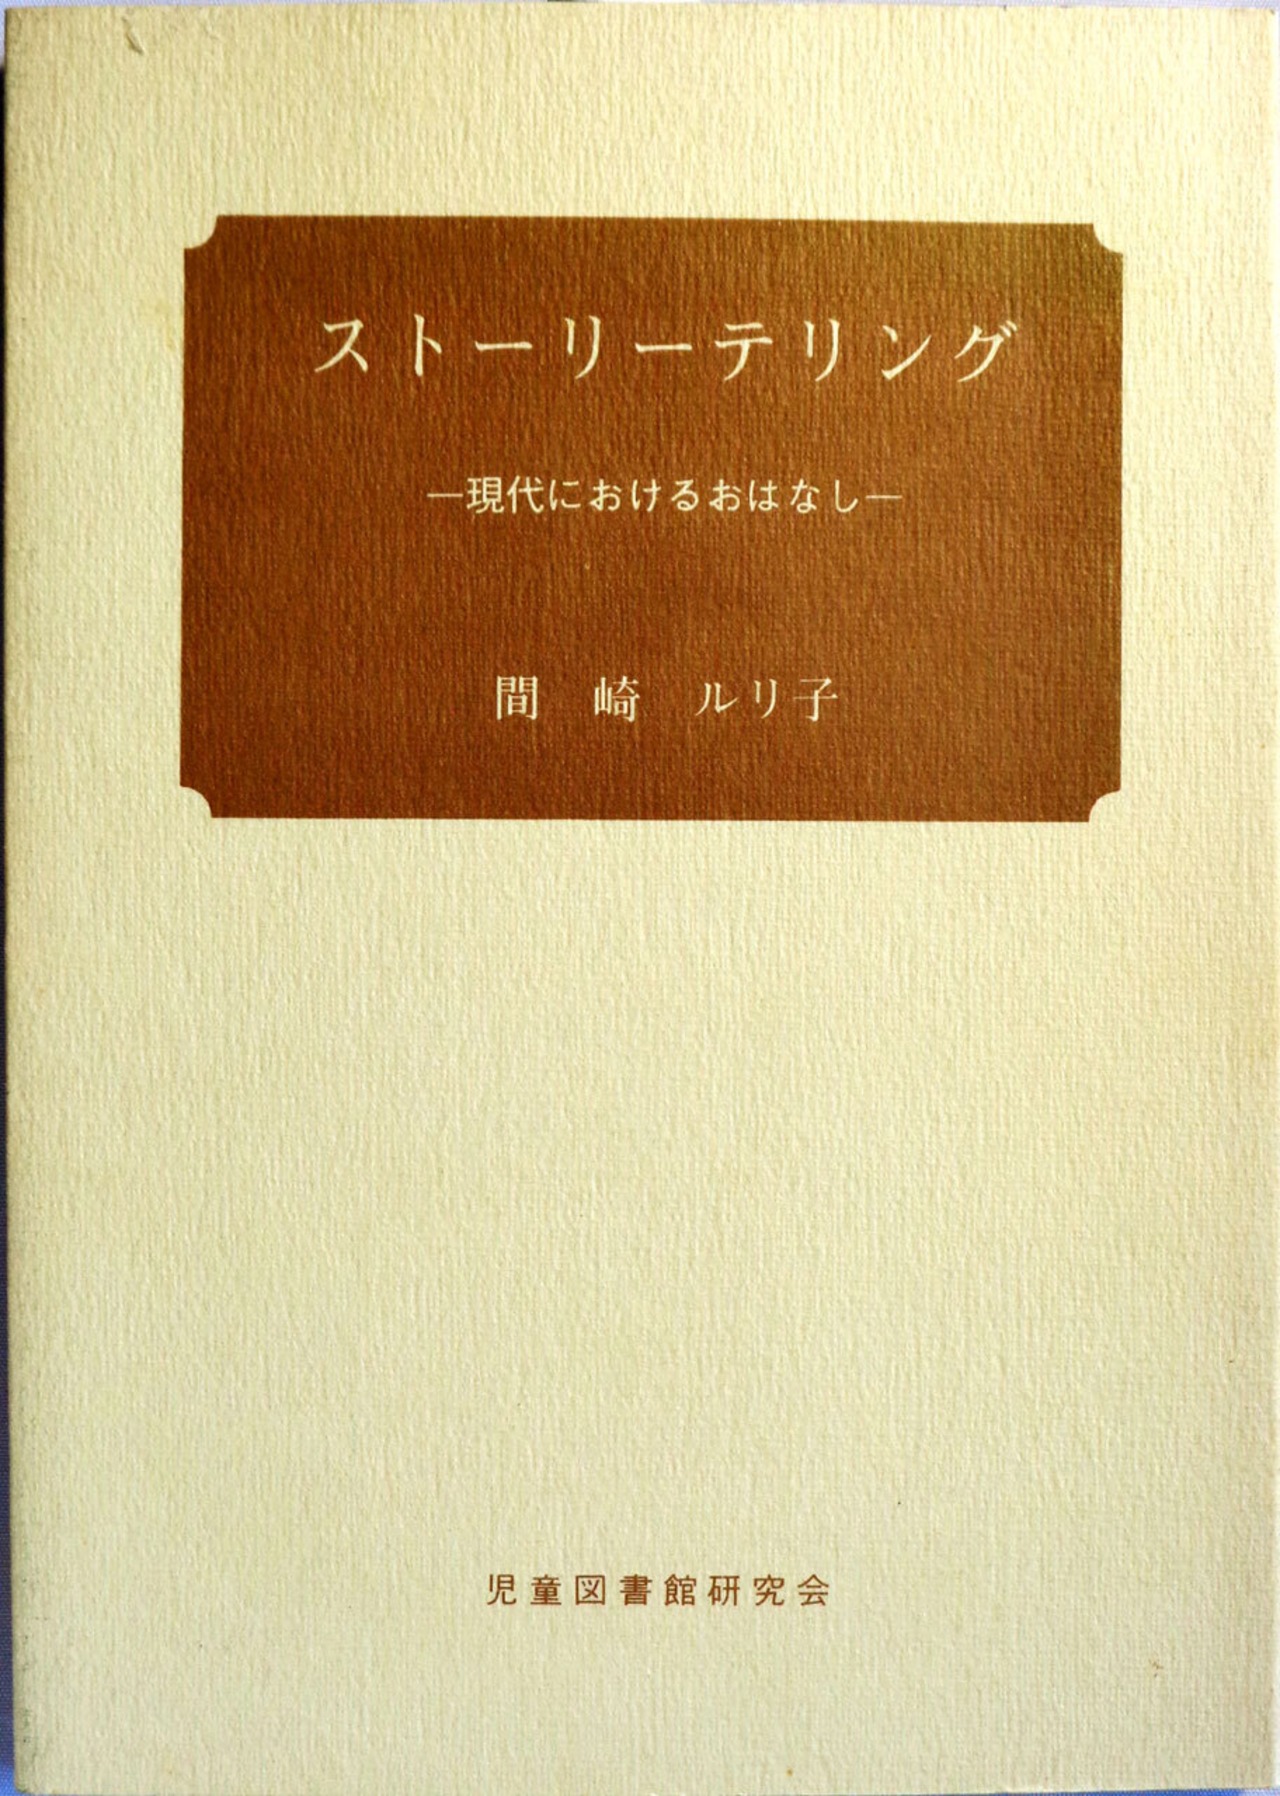 ストーリーテリング
—現代におけるおはなし—
間崎 ルリ子
児童図書館研究会